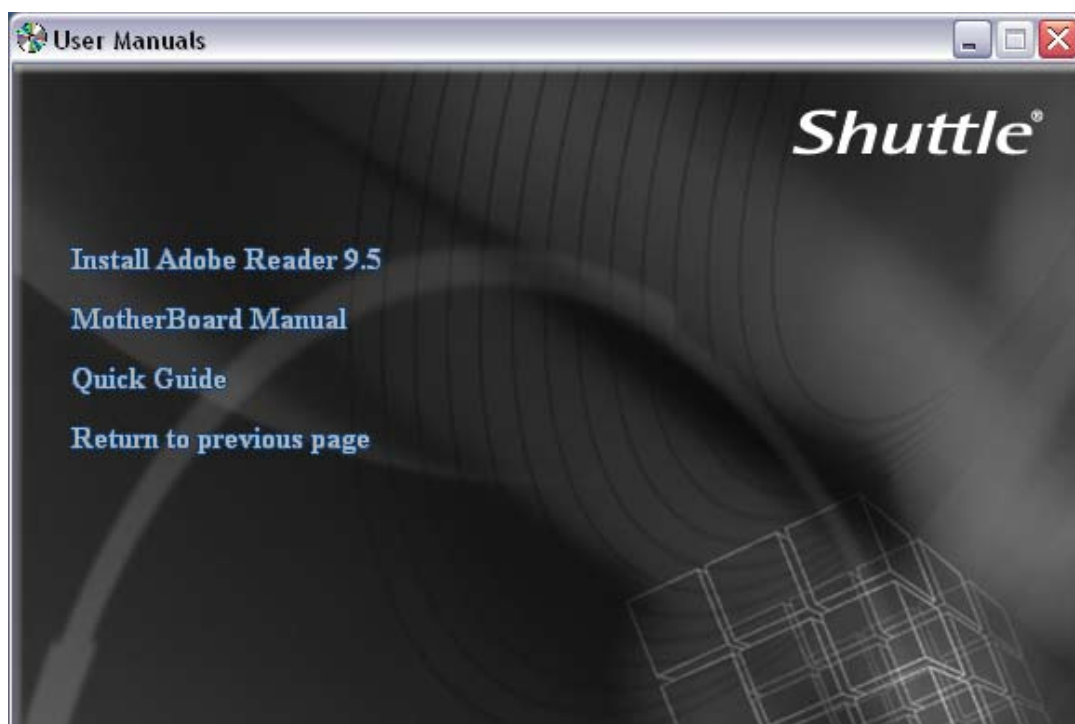 User Manuals
Shuttle®
Install Adobe Reader 9.5
MotherBoard Manual
Quick Guide
Return to previous page